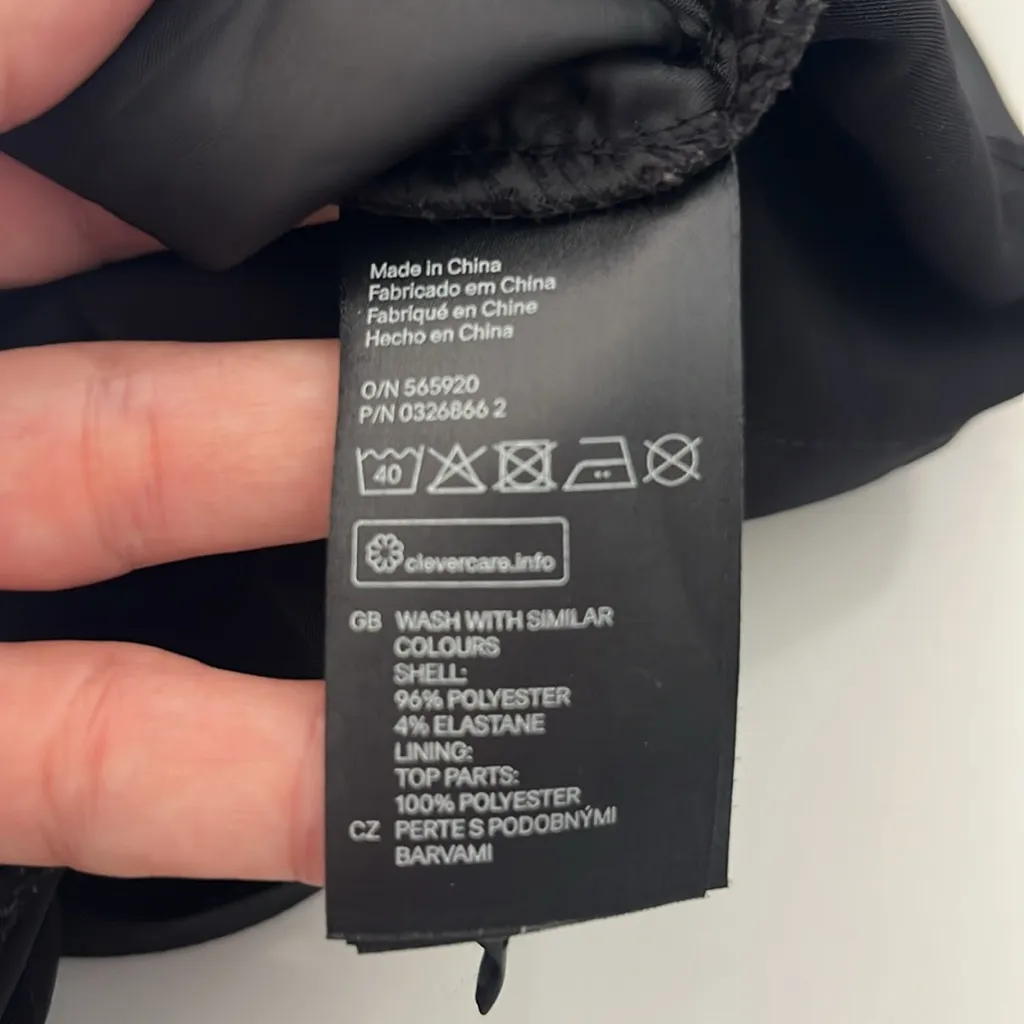 Made in China
Fabricado em China
Fabriqué en Chine
Hecho en China
O/N 565920
P/N 0326866 2
40
clevercare.info
GB WASH WITH SIMILAR
COLOURS
SHELL:
96% POLYESTER
4% ELASTANE
LINING:
TOP PARTS:
100% POLYESTER
CZ PERTE S PODOBNÝMI
BARVAMI